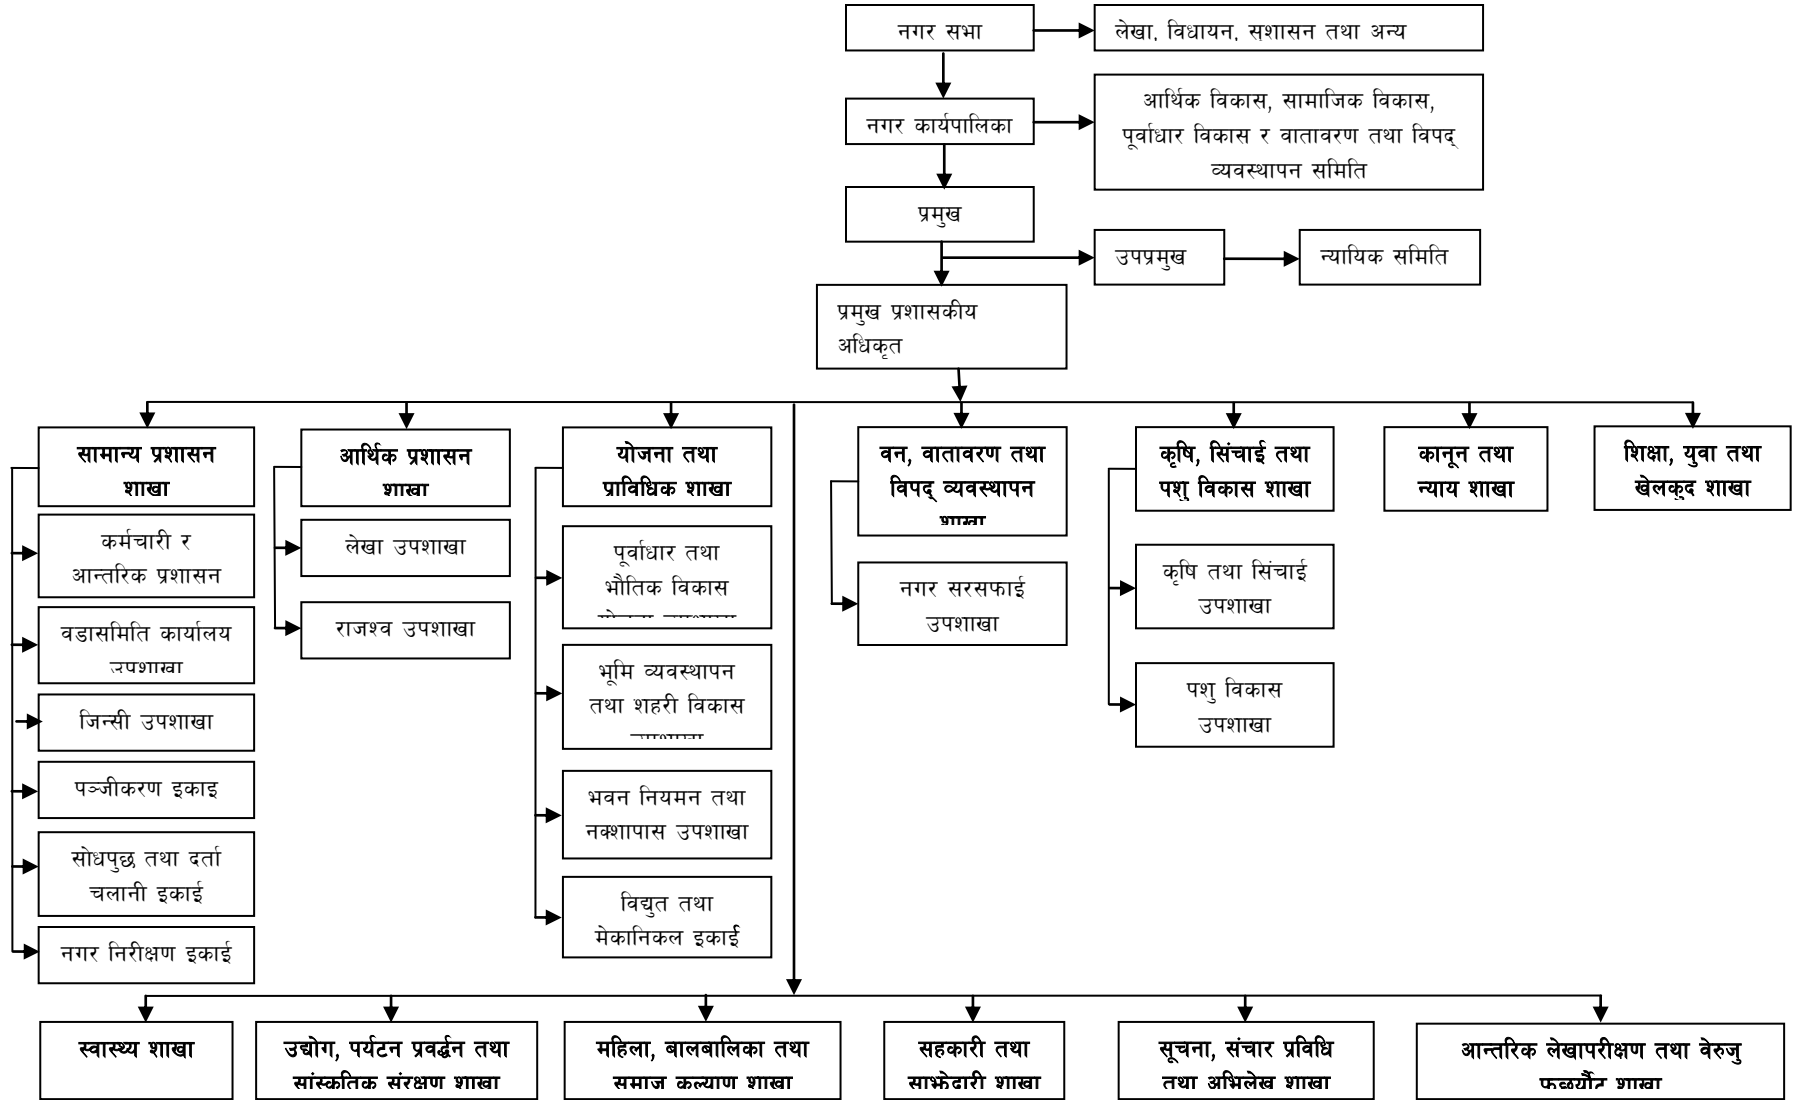 नगर सभा
लेखा, विधायन, सुशासन तथा अन्य
नगर कार्यपालिका
आर्थिक विकास, सामाजिक विकास,
पूर्वाधार विकास र वातावरण तथा विपद्
व्यवस्थापन समिति
प्रमुख
उपप्रमुख
न्यायिक समिति
प्रमुख प्रशासकीय
अधिकृत
सामान्य प्रशासन
शाखा
कर्मचारी र
आन्तरिक प्रशासन
वडासमिति कार्यालय
उपशाखा
जिन्सी उपशाखा
पञ्जीकरण इकाइ
सोधपुछ तथा दर्ता
चलानी इकाई
नगर निरीक्षण इकाई
आर्थिक प्रशासन
शाखा
लेखा उपशाखा
राजश्व उपशाखा
योजना तथा
प्राविधिक शाखा
पूर्वाधार तथा
भौतिक विकास
भूमि व्यवस्थापन
तथा शहरी विकास
भवन नियमन तथा
नक्शापास उपशाखा
विद्युत तथा
मेकानिकल इकाई
वन, वातावरण तथा
विपद् व्यवस्थापन
शाखा
नगर सरसफाई
उपशाखा
कृषि, सिंचाई तथा
पशु विकास शाखा
कृषि तथा सिंचाई
उपशाखा
पशु विकास
उपशाखा
कानून तथा
न्याय शाखा
शिक्षा, युवा तथा
खेलकुद शाखा
स्वास्थ्य शाखा
उद्योग, पर्यटन प्रवर्द्धन तथा
सांस्कृतिक संरक्षण शाखा
महिला, बालबालिका तथा
समाज कल्याण शाखा
सहकारी तथा
साझेदारी शाखा
सूचना, संचार प्रविधि
तथा अभिलेख शाखा
आन्तरिक लेखापरीक्षण तथा वेरुजु
फछर्यौट शाखा